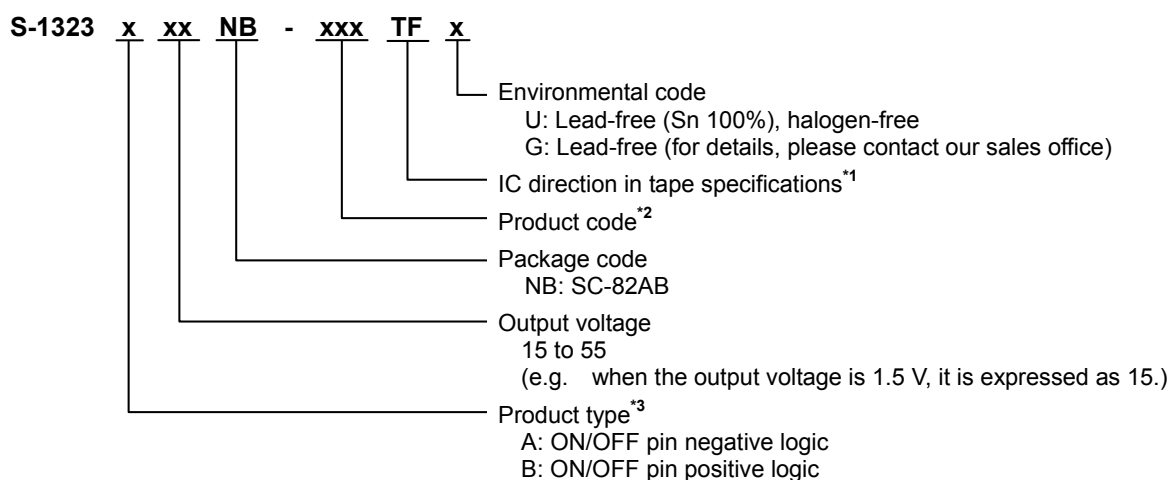 S-1323 x xx NB - xxx TF x
Environmental code
U: Lead-free (Sn 100%), halogen-free
G: Lead-free (for details, please contact our sales office)
IC direction in tape specifications*1
Product code*2
Package code
NB: SC-82AB
Output voltage
15 to 55
(e.g. when the output voltage is 1.5 V, it is expressed as 15.)
Product type*3
A: ON/OFF pin negative logic
B: ON/OFF pin positive logic